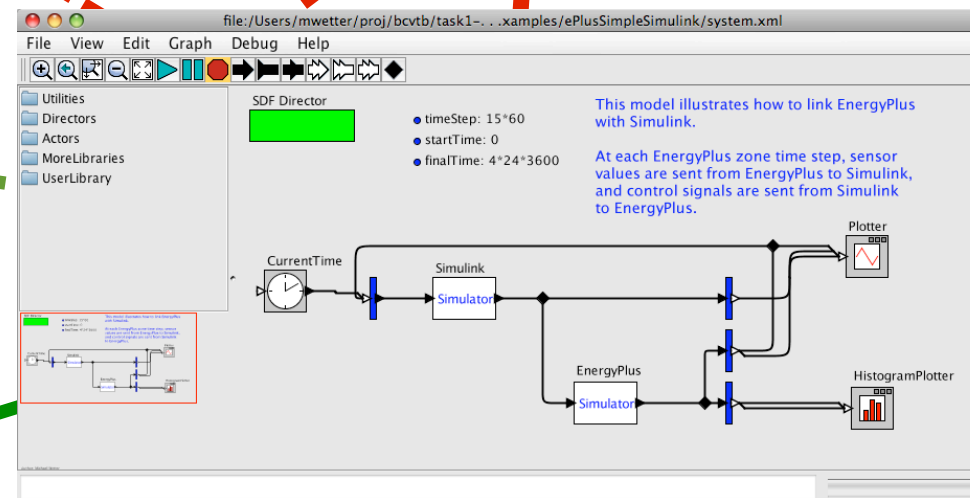 file:/Users/mwetter/proj/bcvtb/task1-. . .xamples/ePlusSimpleSimulink/system.xml
File View Edit Graph Debug Help
Utilities
Directors
Actors
MoreLibraries
UserLibrary
SDF Director
timeStep: 15*60
startTime: 0
finalTime: 4*24*3600
This model illustrates how to link EnergyPlus
with Simulink.
At each EnergyPlus zone time step, sensor
values are sent from EnergyPlus to Simulink,
and control signals are sent from Simulink
to EnergyPlus.
Plotter
CurrentTime
Simulink
Simulator
EnergyPlus
Simulator
HistogramPlotter